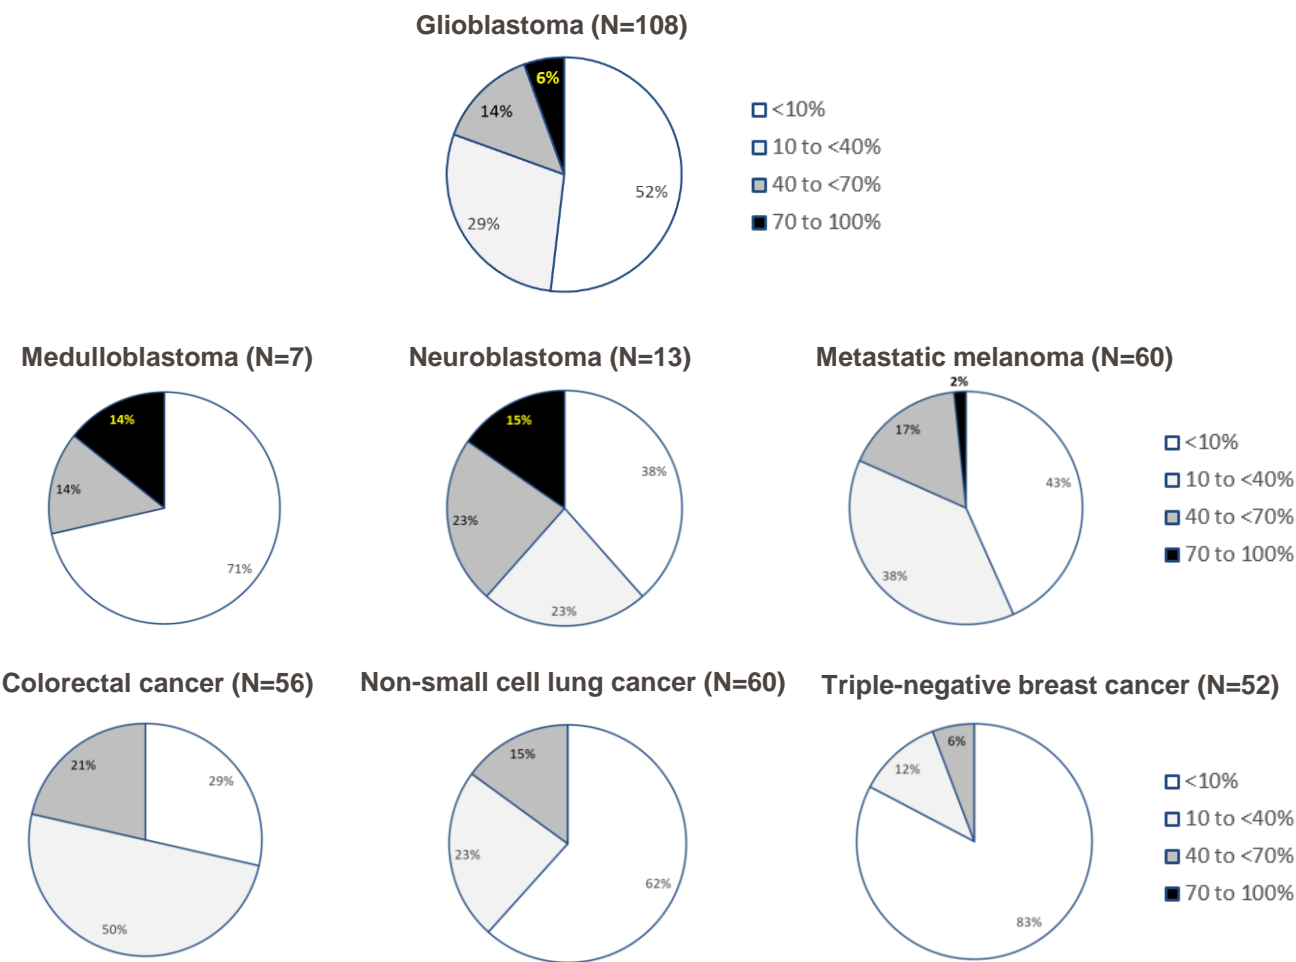 Glioblastoma (N=108)
6%
14%
52%
29%
<10%
10 to <40%
40 to <70%
70 to 100%
Medulloblastoma (N=7)
14%
14%
71%
Neuroblastoma (N=13)
15%
38%
23%
23%
Metastatic melanoma (N=60)
2%
17%
43%
38%
<10%
10 to <40%
40 to <70%
70 to 100%
Colorectal cancer (N=56)
21%
29%
50%
Non-small cell lung cancer (N=60)
15%
23%
62%
Triple-negative breast cancer (N=52)
6%
12%
83%
<10%
10 to <40%
40 to <70%
70 to 100%